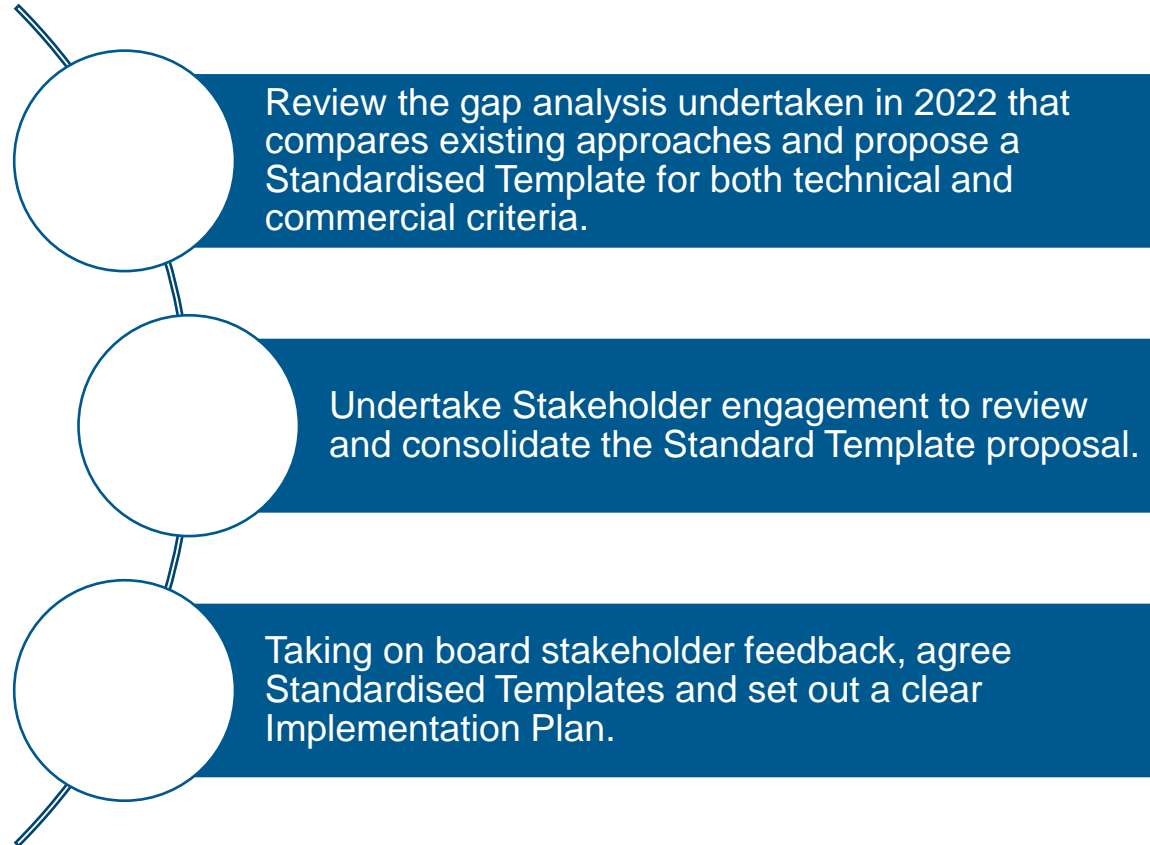 Review the gap analysis undertaken in 2022 that
compares existing approaches and propose a
Standardised Template for both technical and
commercial criteria.
Undertake Stakeholder engagement to review
and consolidate the Standard Template proposal.
Taking on board stakeholder feedback, agree
Standardised Templates and set out a clear
Implementation Plan.